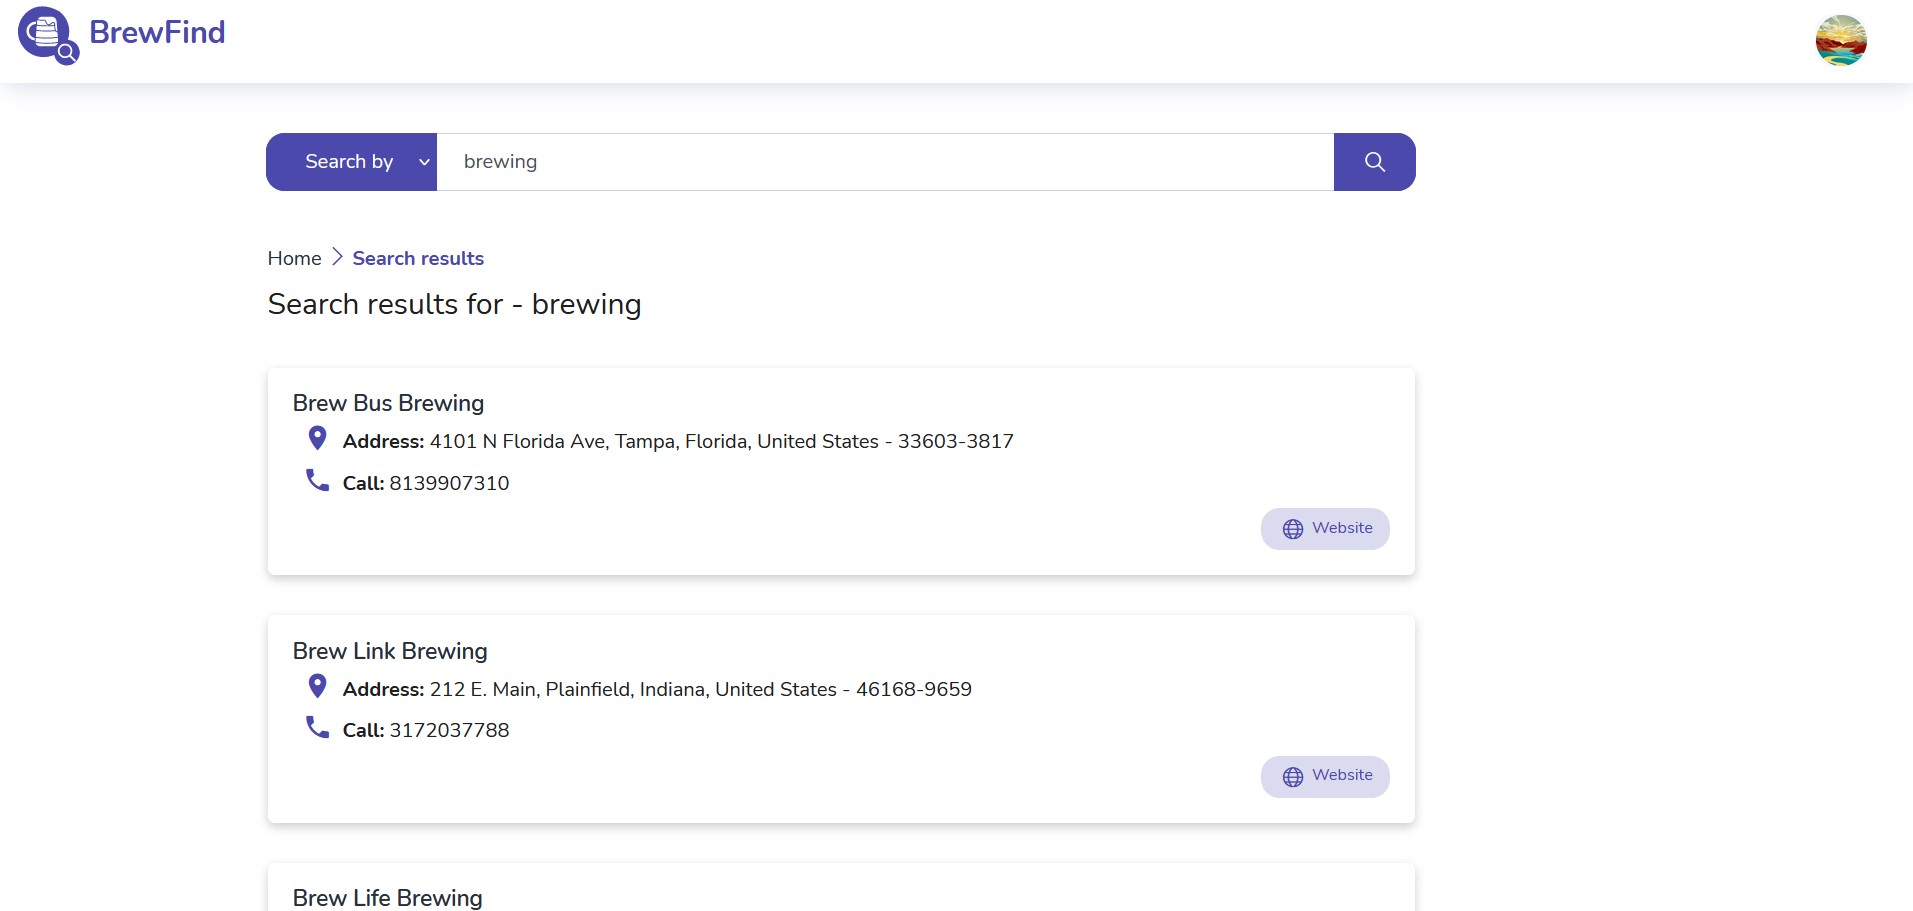 BrewFind
Search by
brewing
Home
Search results
Search results for - brewing
Brew Bus Brewing
Address: 4101 N Florida Ave, Tampa, Florida, United States - 33603-3817
Call: 8139907310
Website
Brew Link Brewing
Address: 212 E. Main, Plainfield, Indiana, United States - 46168-9659
Call: 3172037788
Website
Brew Life Brewing